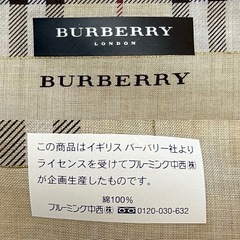 BURBERRY
LONDON
BURBERRY
この商品はイギリス バーバリー社より
ライセンスを受けてブルーミング中西㈱
が企画生産したものです。
綿100%
ブルーミング中西㈱ 0120-030-632